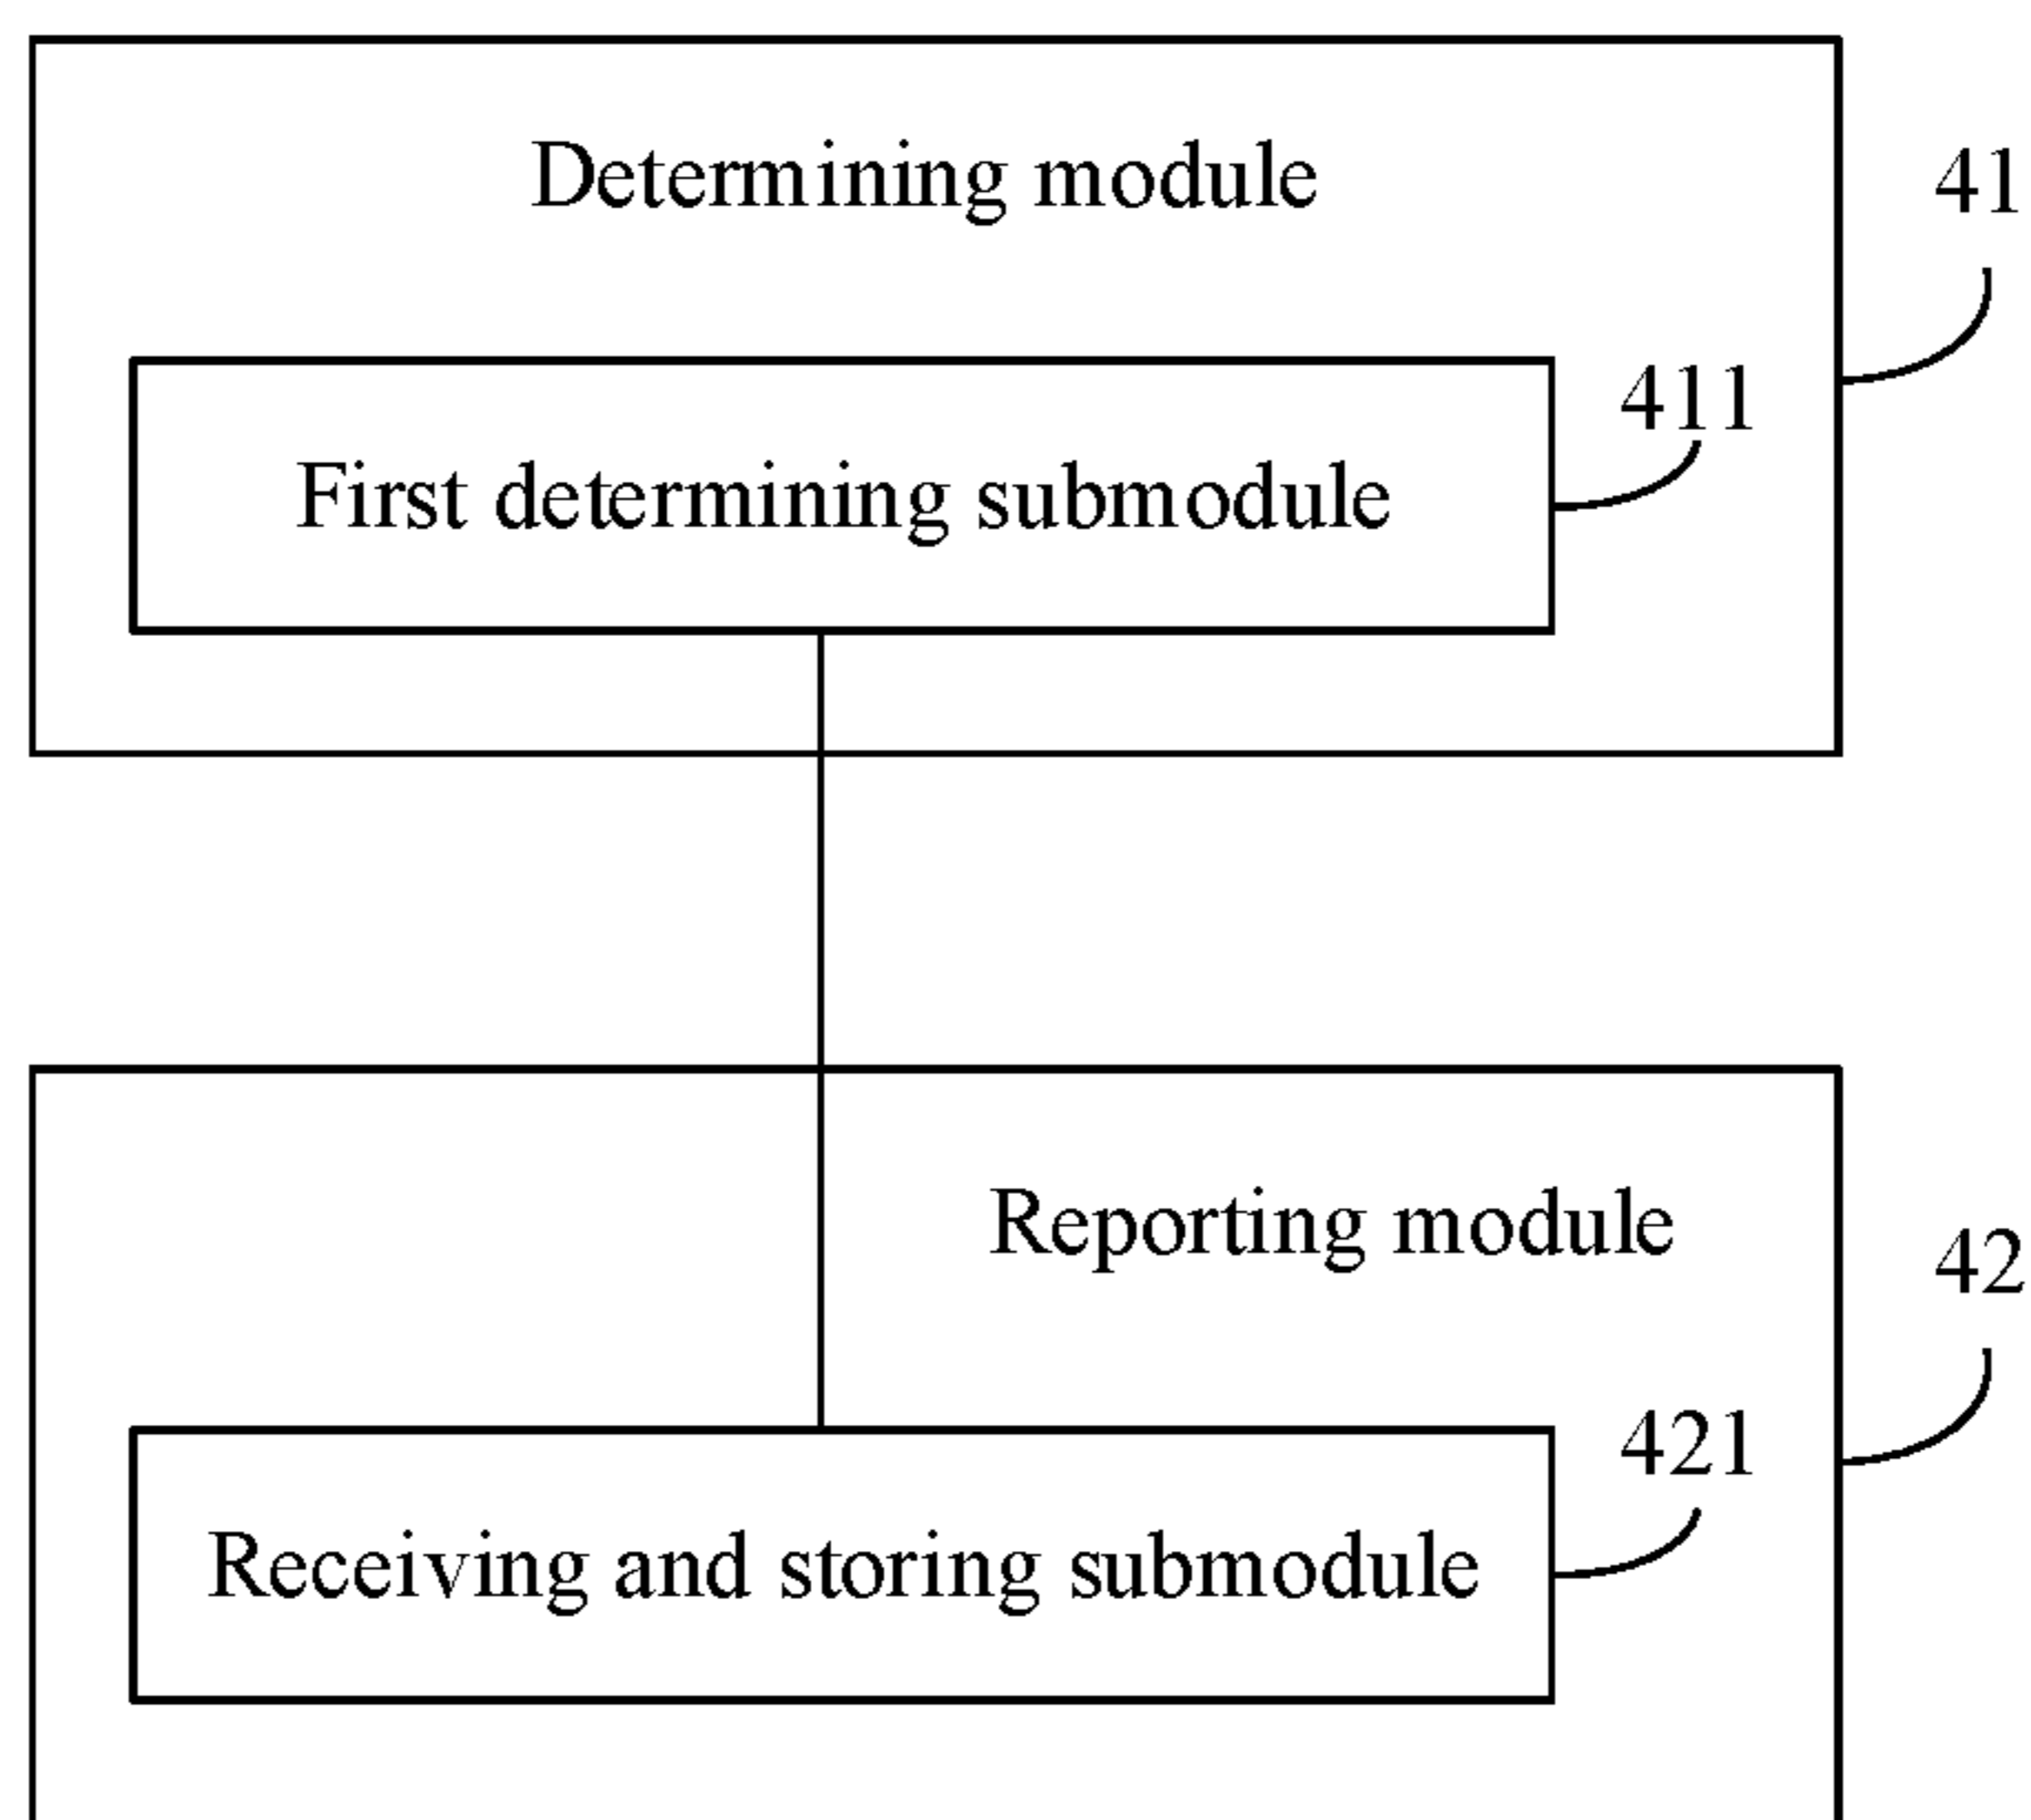 Determining module
41
411
First determining submodule
Reporting module
42
421
Receiving and storing submodule